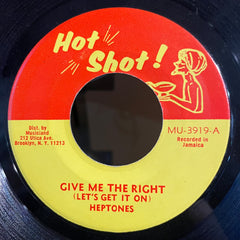 Hot
Shot!
Dist. by
Musicland
212 Utica Ave.
Brooklyn, N.Y. 11213
MU-3919-A
Recorded in
Jamaica
GIVE ME THE RIGHT
(LET'S GET IT ON)
HEPTONES